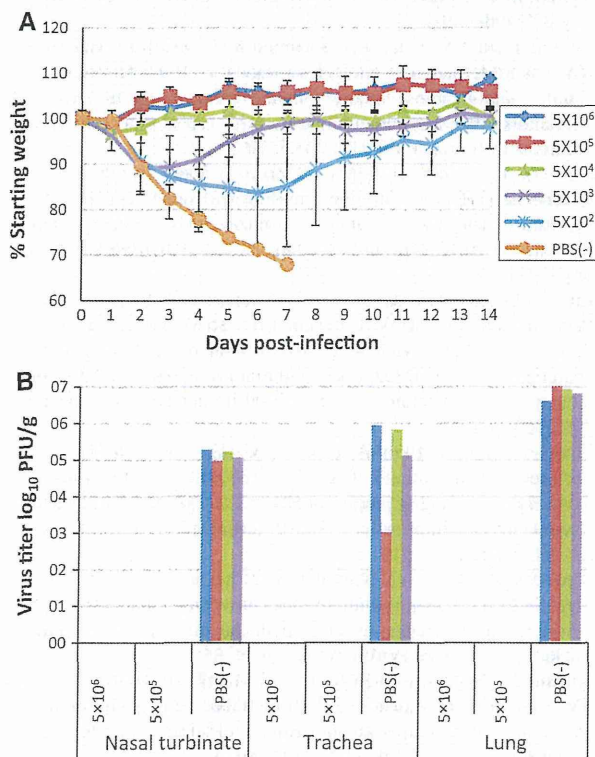 A
120
110
100
90
80
70
60
% Starting weight
0 1 2 3 4 5 6 7 8 9 10 11 12 13 14
Days post-infection
5X10⁶
5X10⁵
5X10⁴
5X10³
5X10²
PBS(-)
B
07
06
05
04
03
02
01
00
Virus titer log₁₀ PFU/g
5×10⁶
5×10⁵
PBS(-)
5×10⁶
5×10⁵
PBS(-)
5×10⁶
5×10⁵
PBS(-)
Nasal turbinate
Trachea
Lung